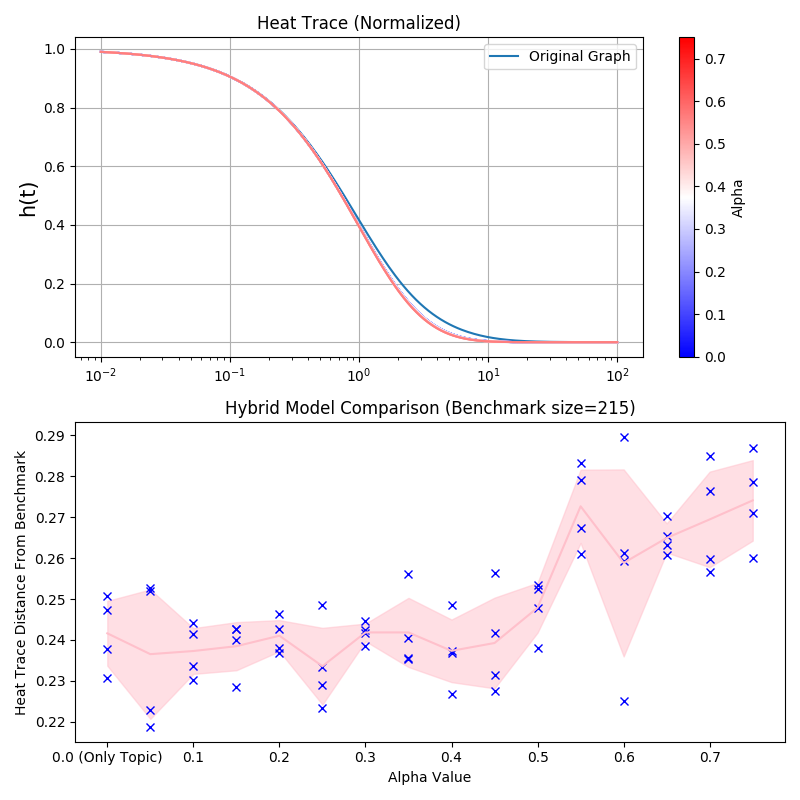 Heat Trace (Normalized)
Original Graph
h(t)
1.0
0.8
0.6
0.4
0.2
0.0
10⁻² 10⁻¹ 10⁰ 10¹ 10²
0.7
0.6
0.5
0.4
0.3
0.2
0.1
0.0
Alpha
Hybrid Model Comparison (Benchmark size=215)
Heat Trace Distance From Benchmark
0.29
0.28
0.27
0.26
0.25
0.24
0.23
0.22
0.0 (Only Topic) 0.1 0.2 0.3 0.4 0.5 0.6 0.7
Alpha Value